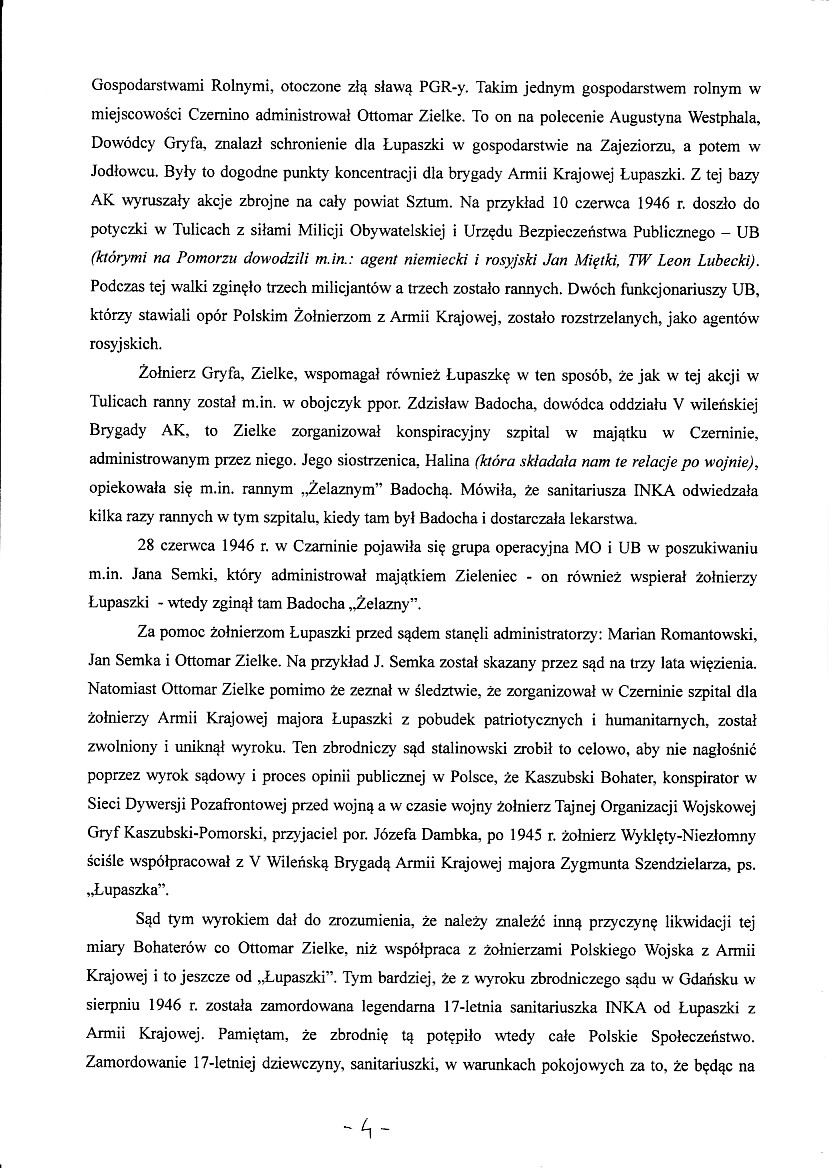 Gospodarstwami Rolnymi, otoczone złą sławą PGR-y. Takim jednym gospodarstwem rolnym w
miejscowości Czernino administrował Ottomar Zielke. To on na polecenie Augustyna Westphala,
Dowódcy Gryfa, znalazł schronienie dla Łupaszki w gospodarstwie na Zajeziorzu, a potem w
Jodłowcu. Były to dogodne punkty koncentracji dla brygady Armii Krajowej Łupaszki. Z tej bazy
AK wyruszały akcje zbrojne na cały powiat Sztum. Na przykład 10 czerwca 1946 r. doszło do
potyczki w Tulicach z siłami Milicji Obywatelskiej i Urzędu Bezpieczeństwa Publicznego – UB
(którymi na Pomorzu dowodzili m.in.: agent niemiecki i rosyjski Jan Miętki, TW Leon Lubecki).
Podczas tej walki zginęło trzech milicjantów a trzech zostało rannych. Dwóch funkcjonariuszy UB,
którzy stawiali opór Polskim Żołnierzom z Armii Krajowej, zostało rozstrzelanych, jako agentów
rosyjskich.
Żołnierz Gryfa, Zielke, wspomagał również Łupaszkę w ten sposób, że jak w tej akcji w
Tulicach ranny został m.in. w obojczyk ppor. Zdzisław Badocha, dowódca oddziału V wileńskiej
Brygady AK, to Zielke zorganizował konspiracyjny szpital w majątku w Czerninie,
administrowanym przez niego. Jego siostrzenica, Halina (która składała nam te relacje po wojnie),
opiekowała się m.in. rannym „Żelaznym” Badochą. Mówiła, że sanitariusza INKA odwiedzała
kilka razy rannych w tym szpitalu, kiedy tam był Badocha i dostarczała lekarstwa.
28 czerwca 1946 r. w Czarninie pojawiła się grupa operacyjna MO i UB w poszukiwaniu
m.in. Jana Semki, który administrował majątkiem Zieleniec - on również wspierał żołnierzy
Łupaszki - wtedy zginął tam Badocha „Żelazny”.
Za pomoc żołnierzom Łupaszki przed sądem stanęli administratorzy: Marian Romantowski,
Jan Semka i Ottomar Zielke. Na przykład J. Semka został skazany przez sąd na trzy lata więzienia.
Natomiast Ottomar Zielke pomimo że zeznał w śledztwie, że zorganizował w Czerninie szpital dla
żołnierzy Armii Krajowej majora Łupaszki z pobudek patriotycznych i humanitarnych, został
zwolniony i uniknął wyroku. Ten zbrodniczy sąd stalinowski zrobił to celowo, aby nie nagłośnić
poprzez wyrok sądowy i proces opinii publicznej w Polsce, że Kaszubski Bohater, konspirator w
Sieci Dywersji Pozafrontowej przed wojną a w czasie wojny żołnierz Tajnej Organizacji Wojskowej
Gryf Kaszubski-Pomorski, przyjaciel por. Józefa Dambka, po 1945 r. żołnierz Wyklęty-Niezłomny
ściśle współpracował z V Wileńską Brygadą Armii Krajowej majora Zygmunta Szendzielarza, ps.
„Łupaszka”.
Sąd tym wyrokiem dał do zrozumienia, że należy znaleźć inną przyczynę likwidacji tej
miary Bohaterów co Ottomar Zielke, niż współpraca z żołnierzami Polskiego Wojska z Armii
Krajowej i to jeszcze od „Łupaszki”. Tym bardziej, że z wyroku zbrodniczego sądu w Gdańsku w
sierpniu 1946 r. została zamordowana legendarna 17-letnia sanitariuszka INKA od Łupaszki z
Armii Krajowej. Pamiętam, że zbrodnię tą potępiło wtedy całe Polskie Społeczeństwo.
Zamordowanie 17-letniej dziewczyny, sanitariuszki, w warunkach pokojowych za to, że będąc na
- 4 -